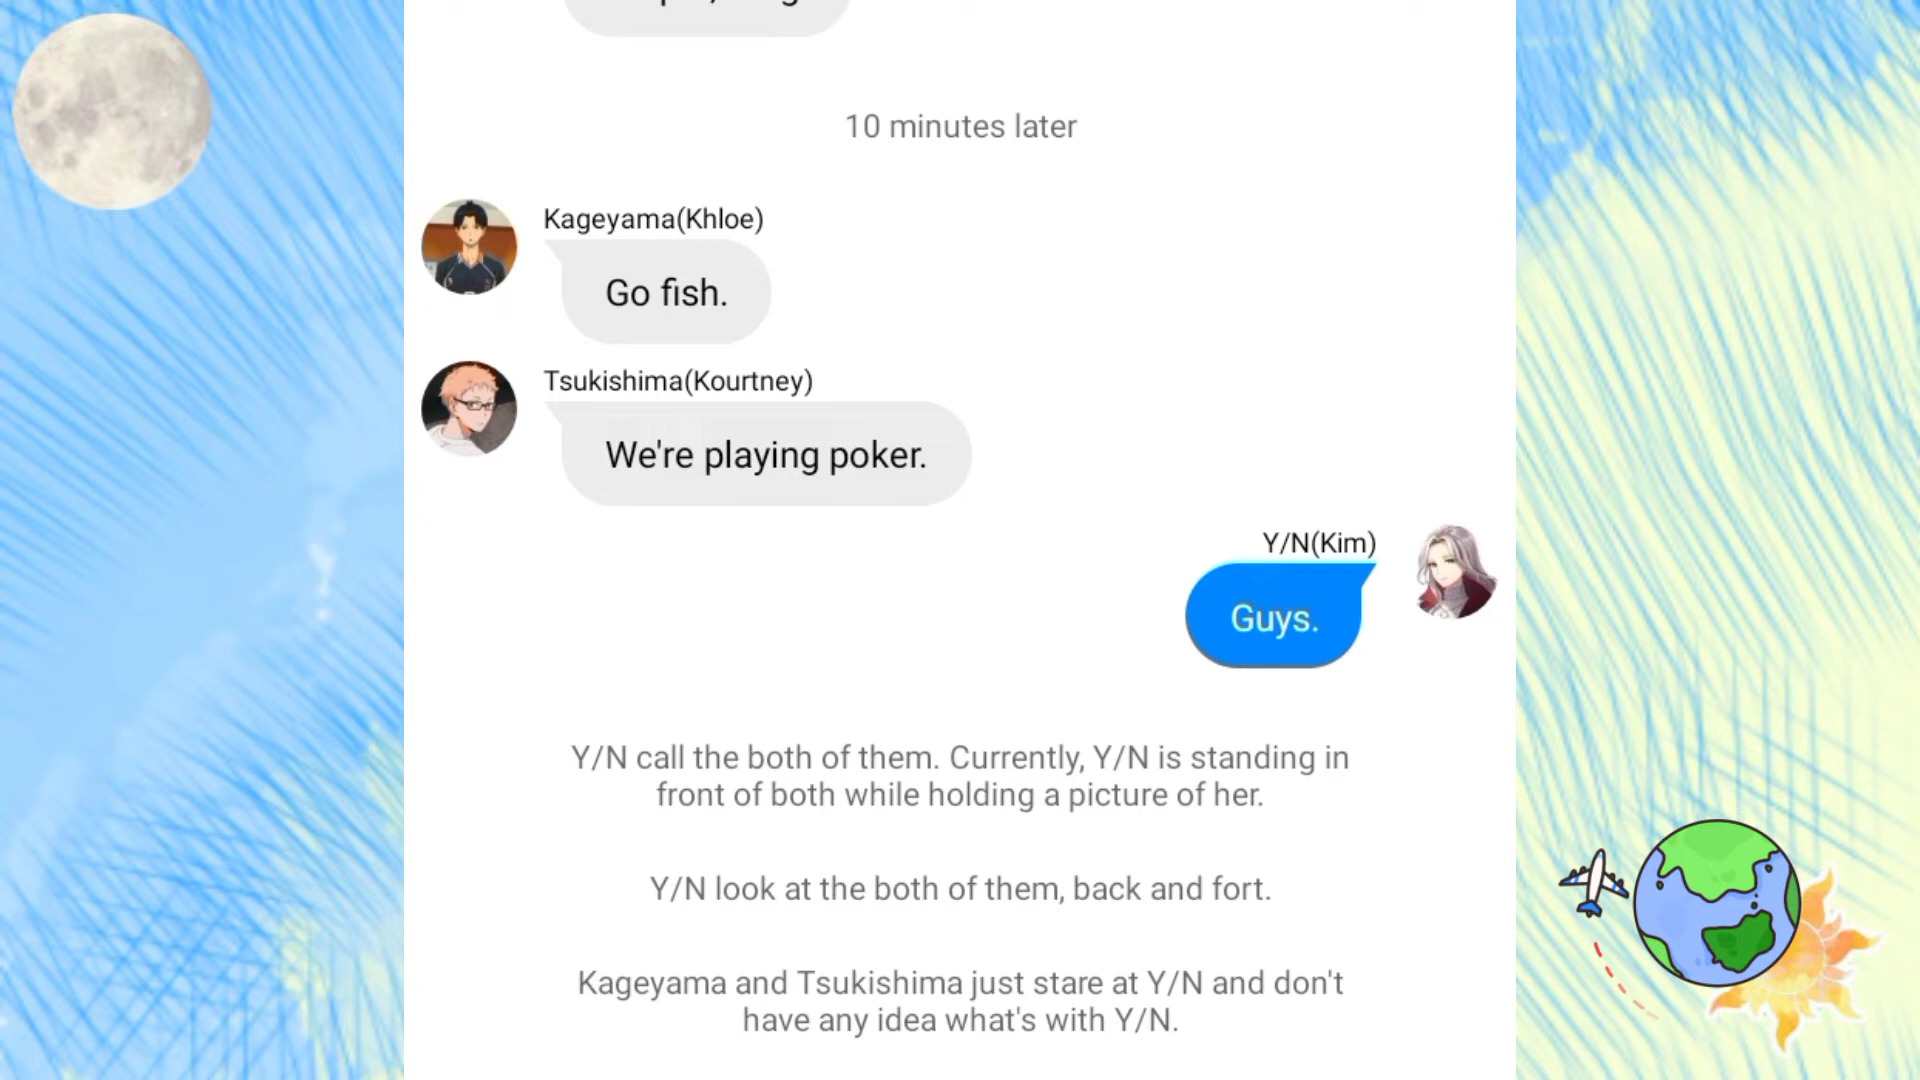 10 minutes later
Kageyama(Khloe)
Go fish.
Tsukishima(Kourtney)
We're playing poker.
Y/N(Kim)
Guys.
Y/N call the both of them. Currently, Y/N is standing in
front of both while holding a picture of her.
Y/N look at the both of them, back and fort.
Kageyama and Tsukishima just stare at Y/N and don't
have any idea what's with Y/N.